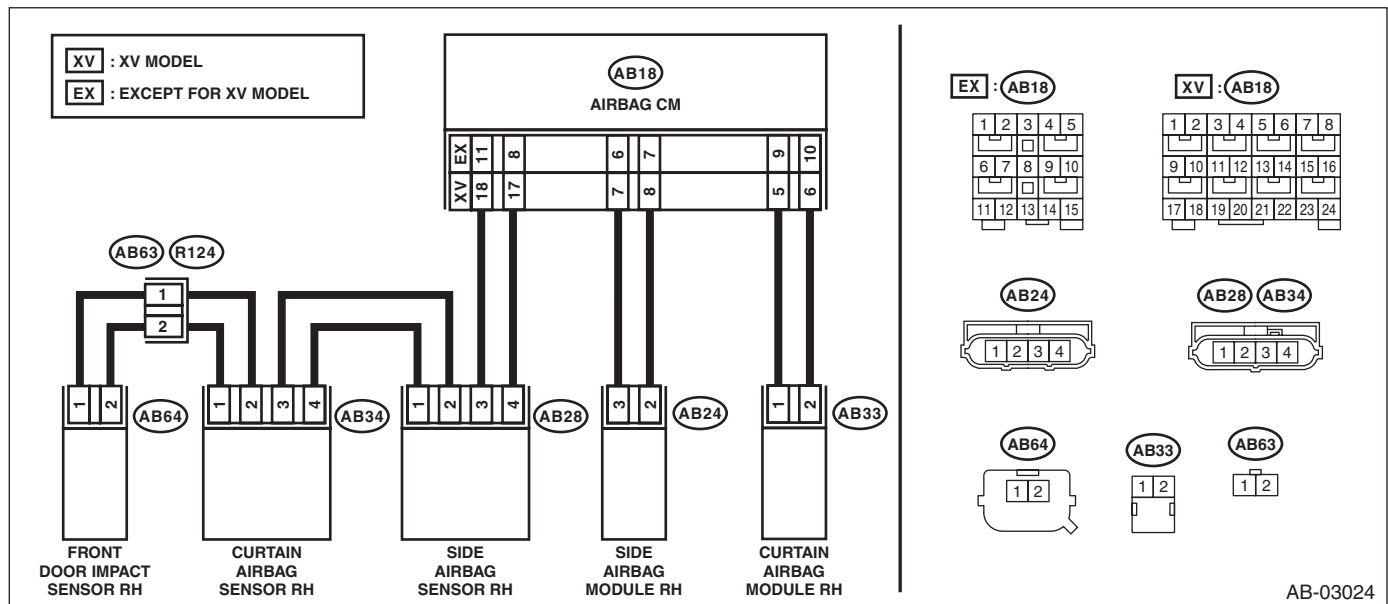 XV : XV MODEL
EX : EXCEPT FOR XV MODEL
AB18
AIRBAG CM
EX 11 8 6 7 9 10
XV 18 17 7 8 5 6
AB63 R124
1
2
1 2 AB64
1 2 3 4 AB34
1 2 3 4 AB28
3 2 AB24
1 2 AB33
FRONT
DOOR IMPACT
SENSOR RH
CURTAIN
AIRBAG
SENSOR RH
SIDE
AIRBAG
SENSOR RH
SIDE
AIRBAG
MODULE RH
CURTAIN
AIRBAG
MODULE RH
EX : AB18
1 2 3 4 5
6 7 8 9 10
11 12 13 14 15
XV : AB18
1 2 3 4 5 6 7 8
9 10 11 12 13 14 15 16
17 18 19 20 21 22 23 24
AB24
1 2 3 4
AB28 AB34
1 2 3 4
AB64
1 2
AB33
1 2
AB63
1 2
AB-03024